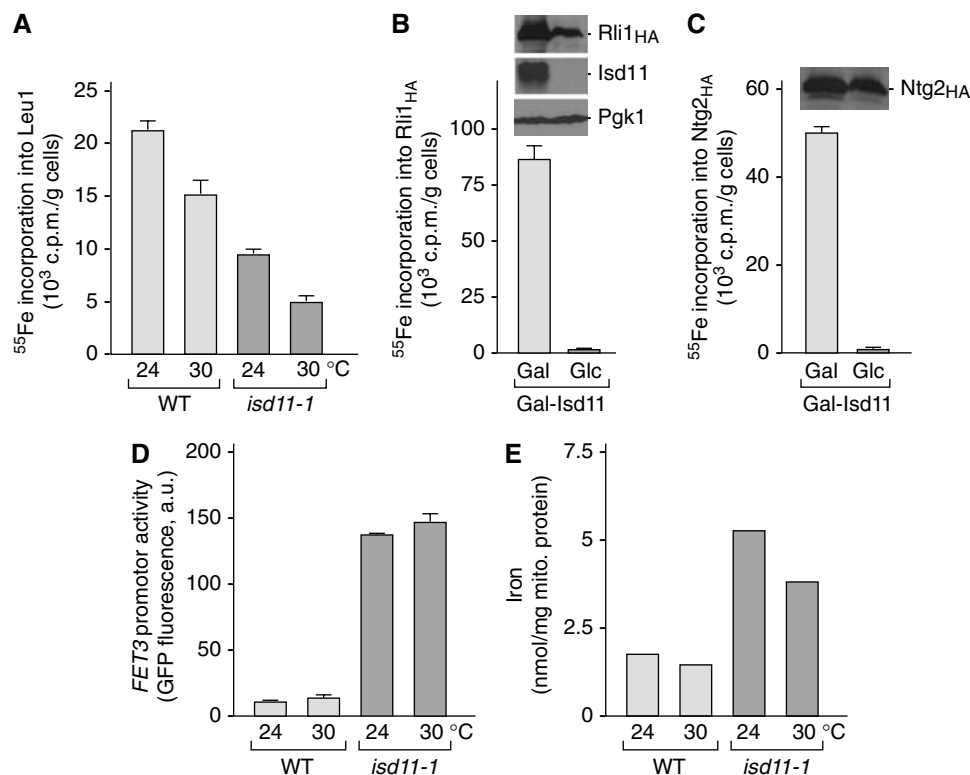 A
⁵⁵Fe incorporation into Leu1
(10³ c.p.m./g cells)
25
20
15
10
5
0
24 30 24 30 °C
WT isd11-1
B
Rli1HA
Isd11
Pgk1
⁵⁵Fe incorporation into Rli1HA
(10³ c.p.m./g cells)
100
75
50
25
0
Gal Glc
Gal-Isd11
C
Ntg2HA
⁵⁵Fe incorporation into Ntg2HA
(10³ c.p.m./g cells)
60
40
20
0
Gal Glc
Gal-Isd11
D
FET3 promotor activity
(GFP fluorescence, a.u.)
200
150
100
50
0
24 30 24 30 °C
WT isd11-1
E
Iron
(nmol/mg mito. protein)
7.5
5
2.5
0
24 30 24 30 °C
WT isd11-1